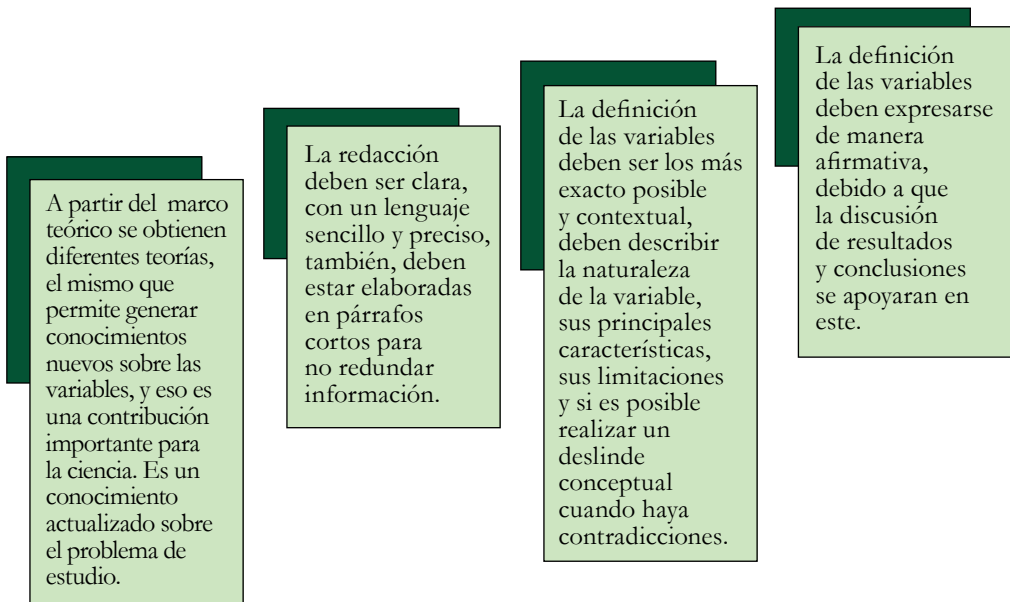 A partir del marco
teórico se obtienen
diferentes teorías,
el mismo que
permite generar
conocimientos
nuevos sobre las
variables, y eso es
una contribución
importante para
la ciencia. Es un
conocimiento
actualizado sobre
el problema de
estudio.
La redacción
deben ser clara,
con un lenguaje
sencillo y preciso,
también, deben
estar elaboradas
en párrafos
cortos para
no redundar
información.
La definición
de las variables
deben ser los más
exacto posible
y contextual,
deben describir
la naturaleza
de la variable,
sus principales
características,
sus limitaciones
y si es posible
realizar un
deslinde
conceptual
cuando haya
contradicciones.
La definición
de las variables
deben expresarse
de manera
afirmativa,
debido a que
la discusión
de resultados
y conclusiones
se apoyaran en
este.